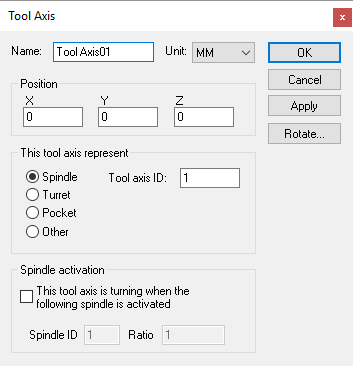 Tool Axis
x
Name: Tool Axis01 Unit: MM OK
Cancel
Position
X Y Z Apply
0 0 0
Rotate...
This tool axis represent
Spindle Tool axis ID: 1
Turret
Pocket
Other
Spindle activation
This tool axis is turning when the
following spindle is activated
Spindle ID 1 Ratio 1